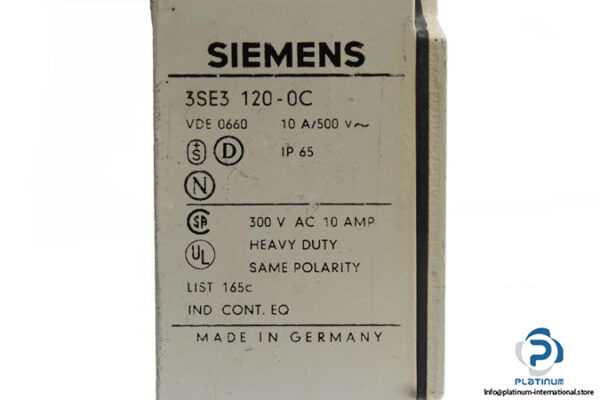 SIEMENS
3SE3 120-0C
VDE 0660 10 A/500 V~
S D IP 65
N
SA 300 V AC 10 AMP
UL HEAVY DUTY
SAME POLARITY
LIST 165c
IND CONT. EQ
MADE IN GERMANY
PLATINUM
info@platinum-international.store